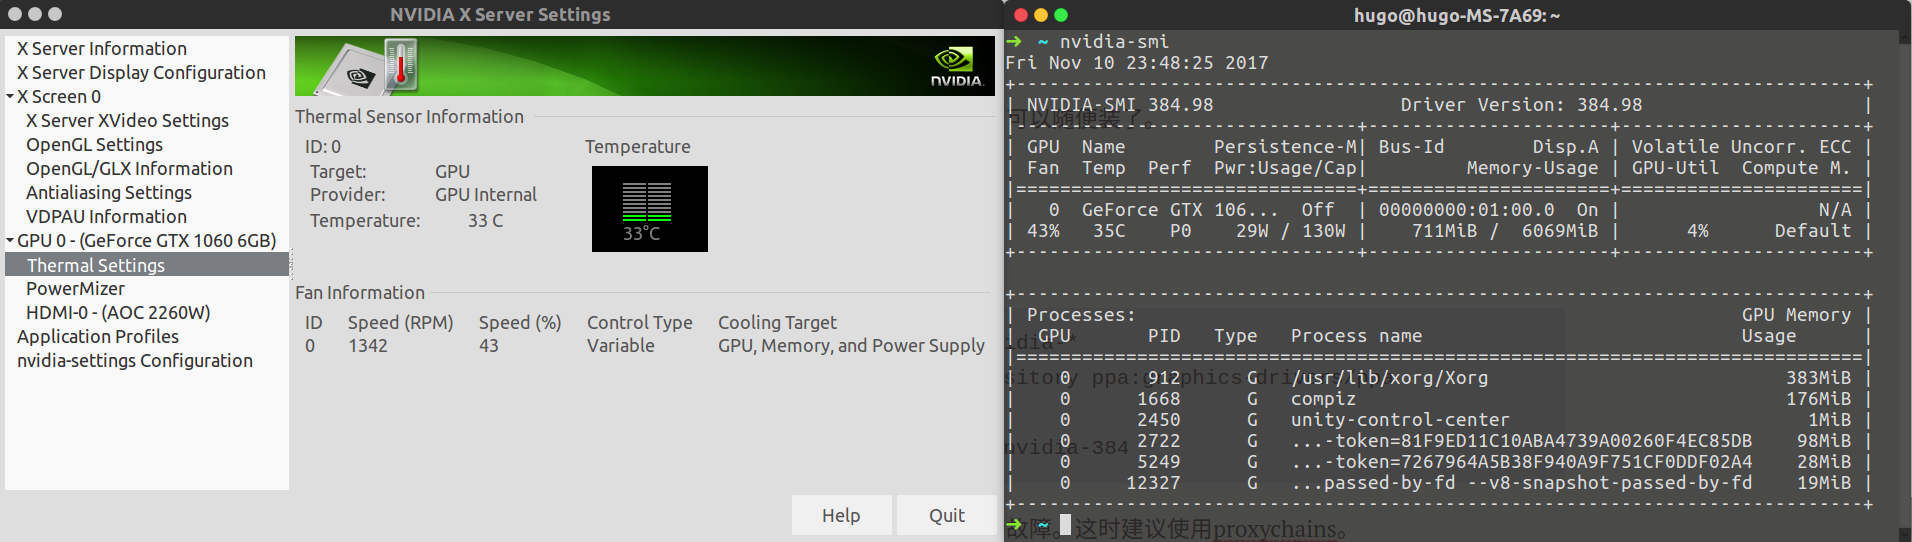 NVIDIA X Server Settings
X Server Information
X Server Display Configuration
X Screen 0
X Server XVideo Settings
OpenGL Settings
OpenGL/GLX Information
Antialiasing Settings
VDPAU Information
GPU 0 - (GeForce GTX 1060 6GB)
Thermal Settings
PowerMizer
HDMI-0 - (AOC 2260W)
Application Profiles
nvidia-settings Configuration
NVIDIA.
Thermal Sensor Information
ID: 0
Temperature
Target: GPU
Provider: GPU Internal
Temperature: 33 C
33°C
Fan Information
ID Speed (RPM) Speed (%) Control Type Cooling Target
0 1342 43 Variable GPU, Memory, and Power Supply
Help Quit
hugo@hugo-MS-7A69: ~
➜ ~ nvidia-smi
Fri Nov 10 23:48:25 2017
+-----------------------------------------------------------------------------+
| NVIDIA-SMI 384.98                 Driver Version: 384.98                    |
可以随便装了。
|-------------------------------+----------------------+----------------------+
| GPU  Name        Persistence-M| Bus-Id        Disp.A | Volatile Uncorr. ECC |
| Fan  Temp  Perf  Pwr:Usage/Cap|         Memory-Usage | GPU-Util  Compute M. |
|===============================+======================+======================|
|   0  GeForce GTX 106...  Off  | 00000000:01:00.0  On |                  N/A |
| 43%   35C    P0    29W / 130W |    711MiB /  6069MiB |      4%      Default |
+-------------------------------+----------------------+----------------------+
+-----------------------------------------------------------------------------+
| Processes:                                                       GPU Memory |
|  GPU       PID   Type   Process name                             Usage      |
idia-*
|=============================================================================|
|    0       912      G   /usr/lib/xorg/Xorg                           383MiB |
sitory ppa:graphics-drivers/ppa
|    0      1668      G   compiz                                       176MiB |
|    0      2450      G   unity-control-center                           1MiB |
|    0      2722      G   ...-token=81F9ED11C10ABA4739A00260F4EC85DB    98MiB |
nvidia-384
|    0      5249      G   ...-token=7267964A5B38F940A9F751CF0DDF02A4    28MiB |
|    0     12327      G   ...passed-by-fd --v8-snapshot-passed-by-fd    19MiB |
+-----------------------------------------------------------------------------+
➜ ~
故障。这时建议使用proxychains。